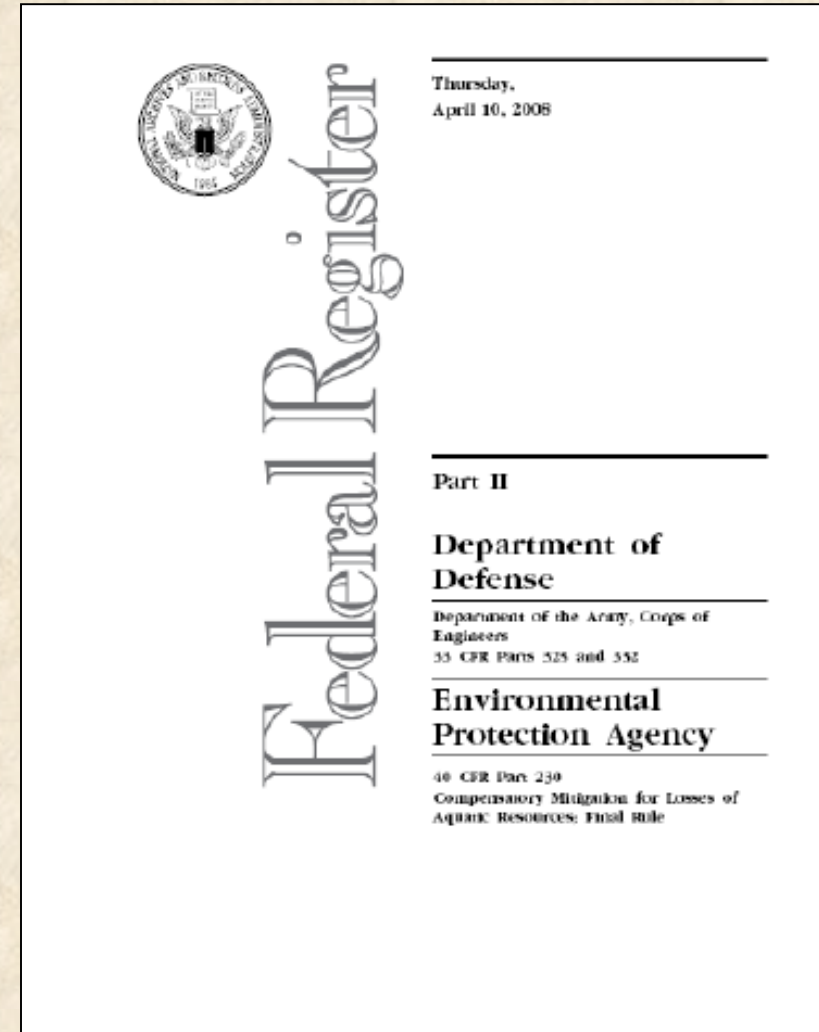 Federal Register
Thursday,
April 10, 2008
Part II
Department of
Defense
Department of the Army, Corps of
Engineers
33 CFR Parts 325 and 332
Environmental
Protection Agency
40 CFR Part 230
Compensatory Mitigation for Losses of
Aquatic Resources; Final Rule